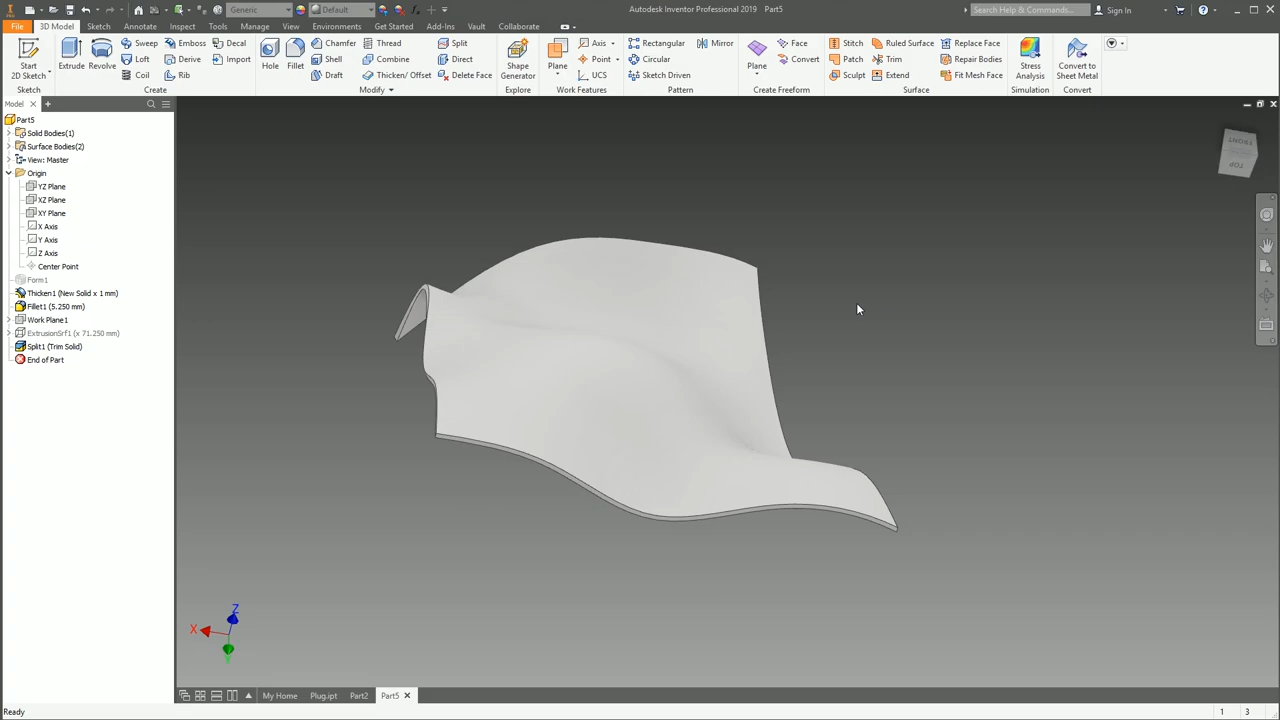 Generic
Default
Autodesk Inventor Professional 2019 Part5
Search Help & Commands...
Sign In
File 3D Model Sketch Annotate Inspect Tools Manage View Environments Get Started Add-Ins Vault Collaborate
Start
2D Sketch
Extrude
Revolve
Sweep
Loft
Coil
Emboss
Derive
Rib
Decal
Import
Hole
Fillet
Chamfer
Shell
Draft
Thread
Combine
Thicken/ Offset
Split
Direct
Delete Face
Shape
Generator
Plane
Axis
Point
UCS
Rectangular
Circular
Sketch Driven
Mirror
Plane
Face
Convert
Stitch
Patch
Sculpt
Ruled Surface
Trim
Extend
Replace Face
Repair Bodies
Fit Mesh Face
Stress
Analysis
Convert to
Sheet Metal
Sketch Create Modify Explore Work Features Pattern Create Freeform Surface Simulation Convert
Model
Part5
Solid Bodies(1)
Surface Bodies(2)
View: Master
Origin
YZ Plane
XZ Plane
XY Plane
X Axis
Y Axis
Z Axis
Center Point
Form1
Thicken1 (New Solid x 1 mm)
Fillet1 (5.250 mm)
Work Plane1
ExtrusionSrf1 (x 71.250 mm)
Split1 (Trim Solid)
End of Part
FRONT
TOP
Z
X
Y
My Home Plug.ipt Part2 Part5
Ready
1 3